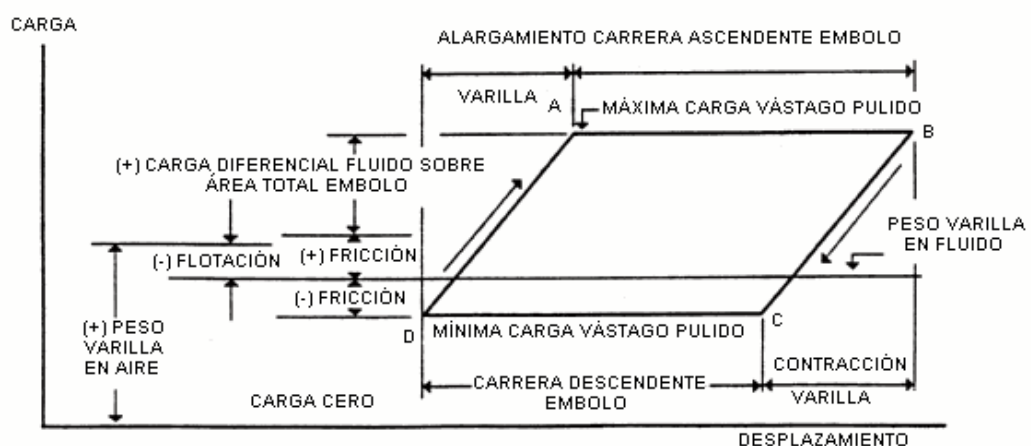 CARGA
ALARGAMIENTO CARRERA ASCENDENTE EMBOLO
VARILLA
A
MÁXIMA CARGA VÁSTAGO PULIDO
B
(+) CARGA DIFERENCIAL FLUIDO SOBRE
ÁREA TOTAL EMBOLO
PESO VARILLA
EN FLUIDO
(-) FLOTACIÓN
(+) FRICCIÓN
(-) FRICCIÓN
(+) PESO
VARILLA
EN AIRE
D
MÍNIMA CARGA VÁSTAGO PULIDO
C
CONTRACCIÓN
VARILLA
CARRERA DESCENDENTE
EMBOLO
CARGA CERO
DESPLAZAMIENTO